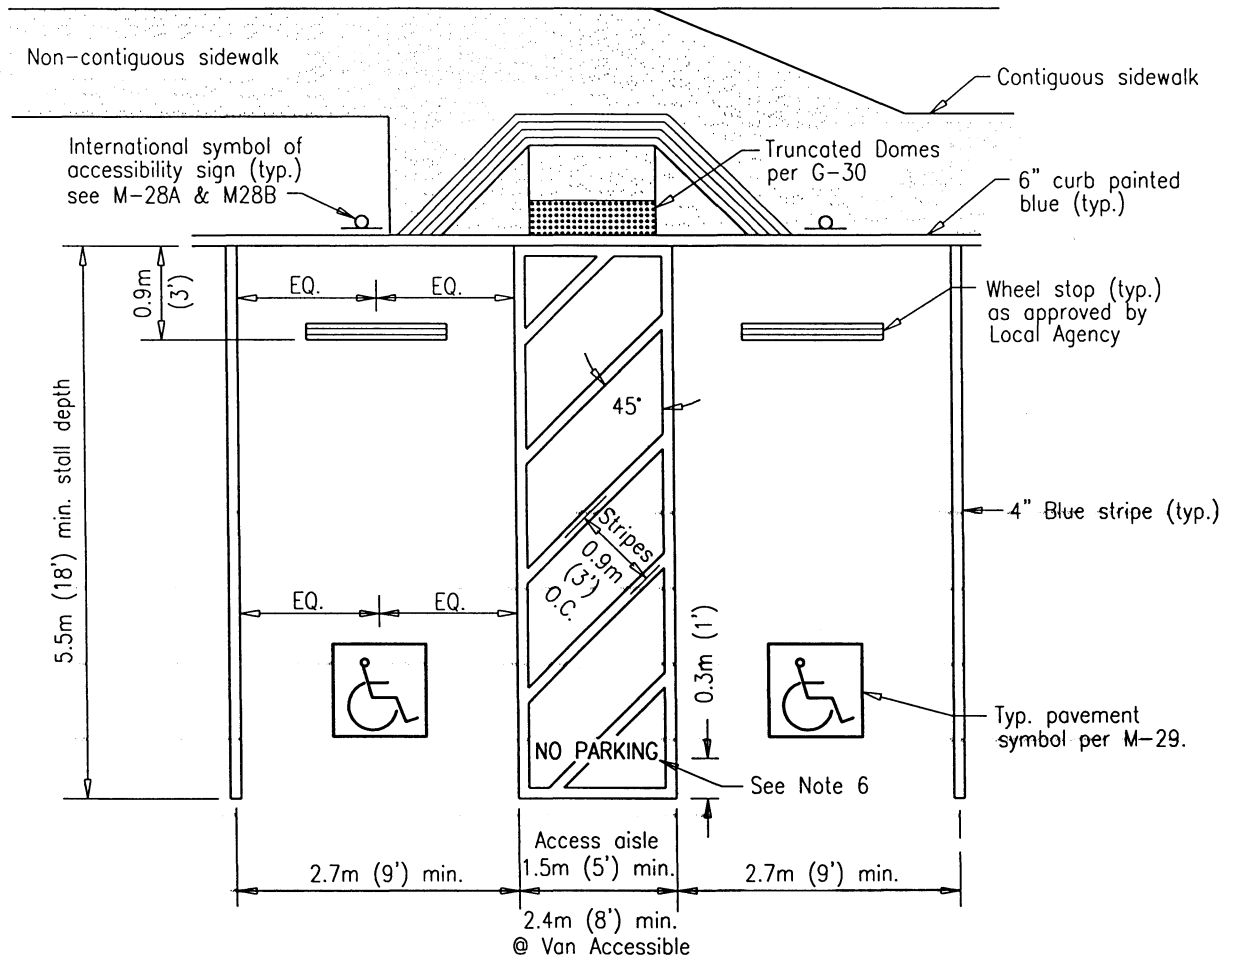 Non-contiguous sidewalk
Contiguous sidewalk
International symbol of
accessibility sign (typ.)
see M-28A & M28B
Truncated Domes
per G-30
6" curb painted
blue (typ.)
0.9m
(3')
EQ.
EQ.
Wheel stop (typ.)
as approved by
Local Agency
45°
5.5m (18') min. stall depth
Stripes
0.9m
(3')
O.C.
4" Blue stripe (typ.)
EQ.
EQ.
0.3m (1')
Typ. pavement
symbol per M-29.
NO PARKING
See Note 6
Access aisle
2.7m (9') min.
1.5m (5') min.
2.7m (9') min.
2.4m (8') min.
@ Van Accessible